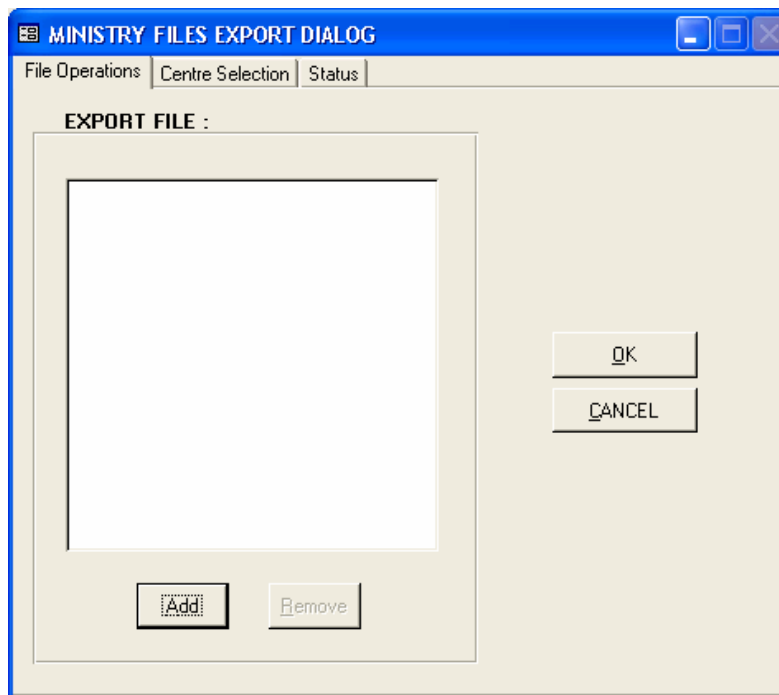 MINISTRY FILES EXPORT DIALOG
File Operations Centre Selection Status
EXPORT FILE :
OK
CANCEL
Add Remove